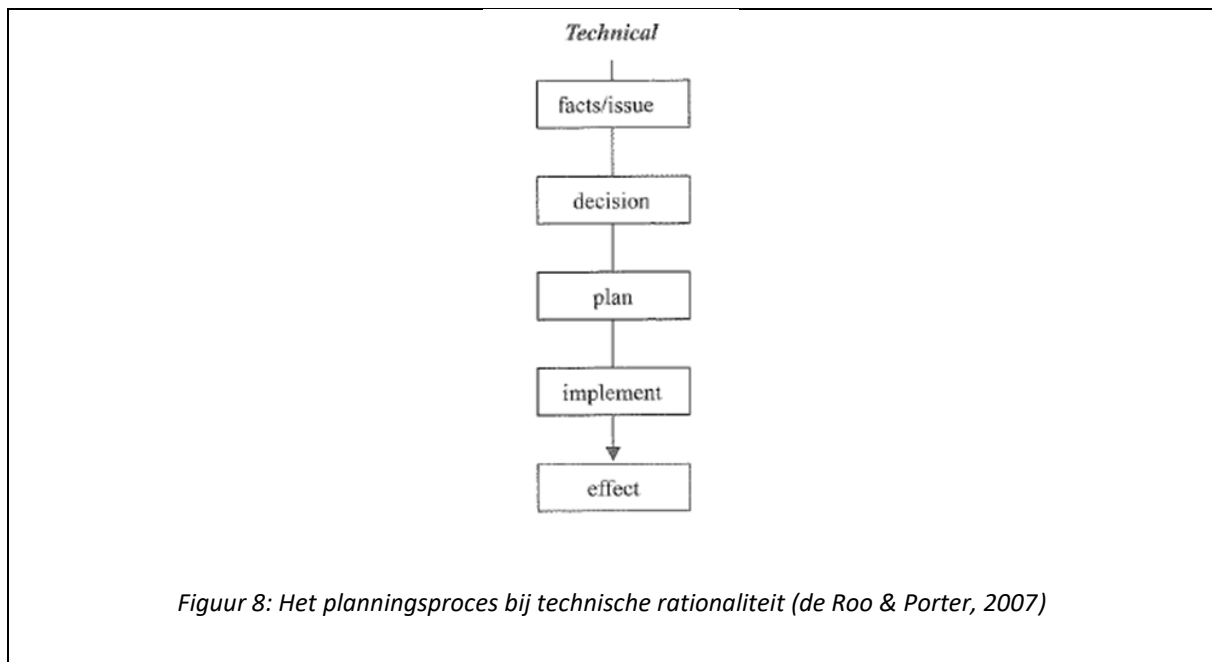 Technical
facts/issue
decision
plan
implement
effect
Figuur 8: Het planningsproces bij technische rationaliteit (de Roo & Porter, 2007)